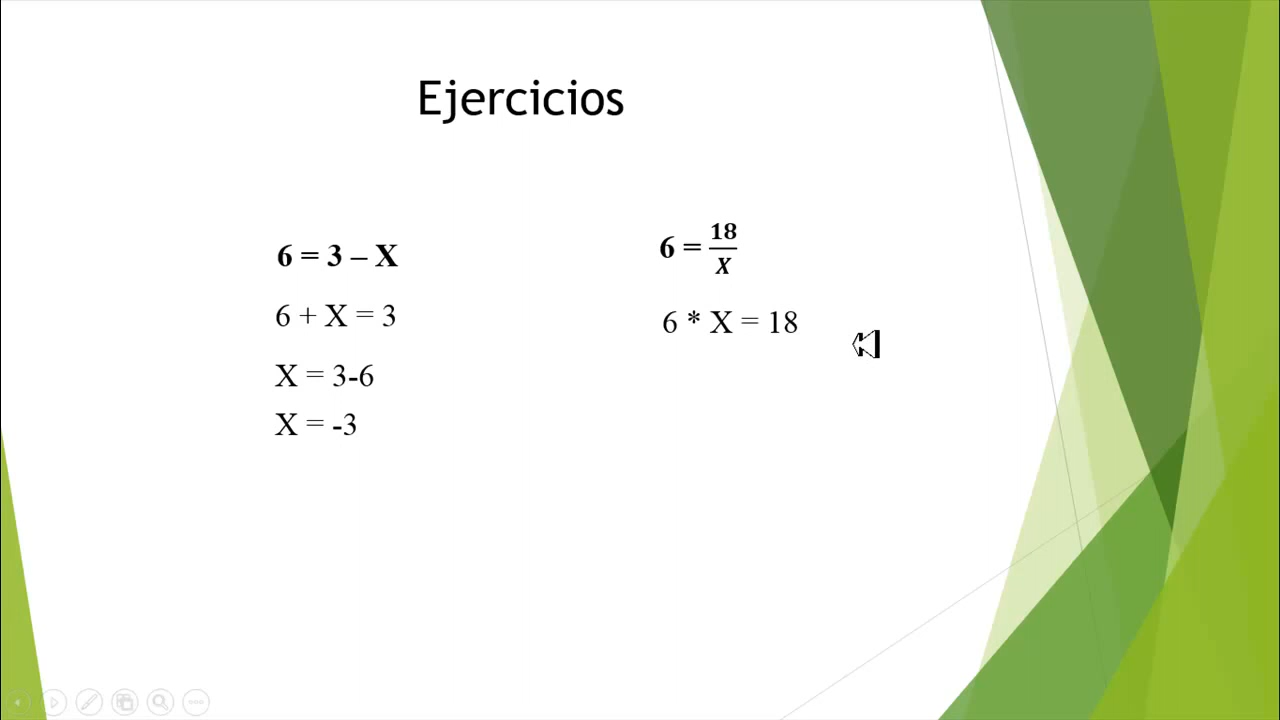 Ejercicios
6 = 3 – X
6 + X = 3
X = 3-6
X = -3
6 = 18/X
6 * X = 18